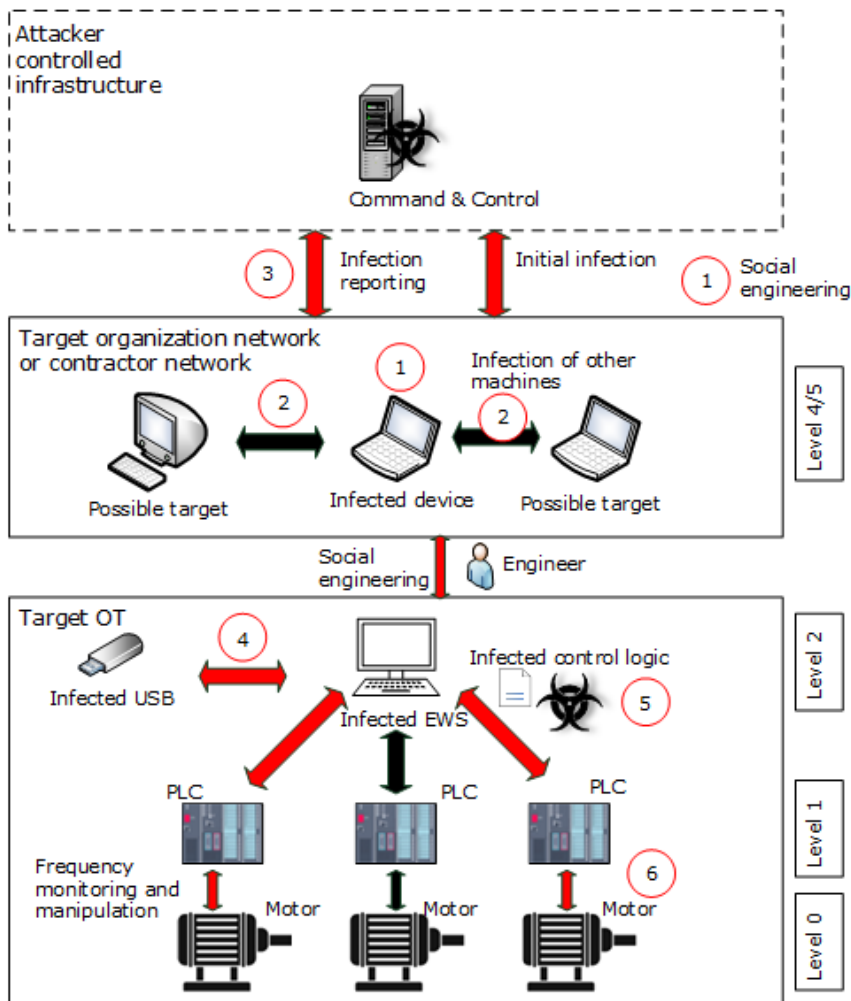 Attacker
controlled
infrastructure
Command & Control
3
Infection
reporting
Initial infection
1
Social
engineering
Target organization network
or contractor network
1
Infection of other
machines
2
2
Possible target
Infected device
Possible target
Level 4/5
Social
engineering
Engineer
Target OT
4
Infected USB
Infected EWS
Infected control logic
5
Level 2
PLC
PLC
PLC
Level 1
Frequency
monitoring and
manipulation
6
Motor
Motor
Motor
Level 0